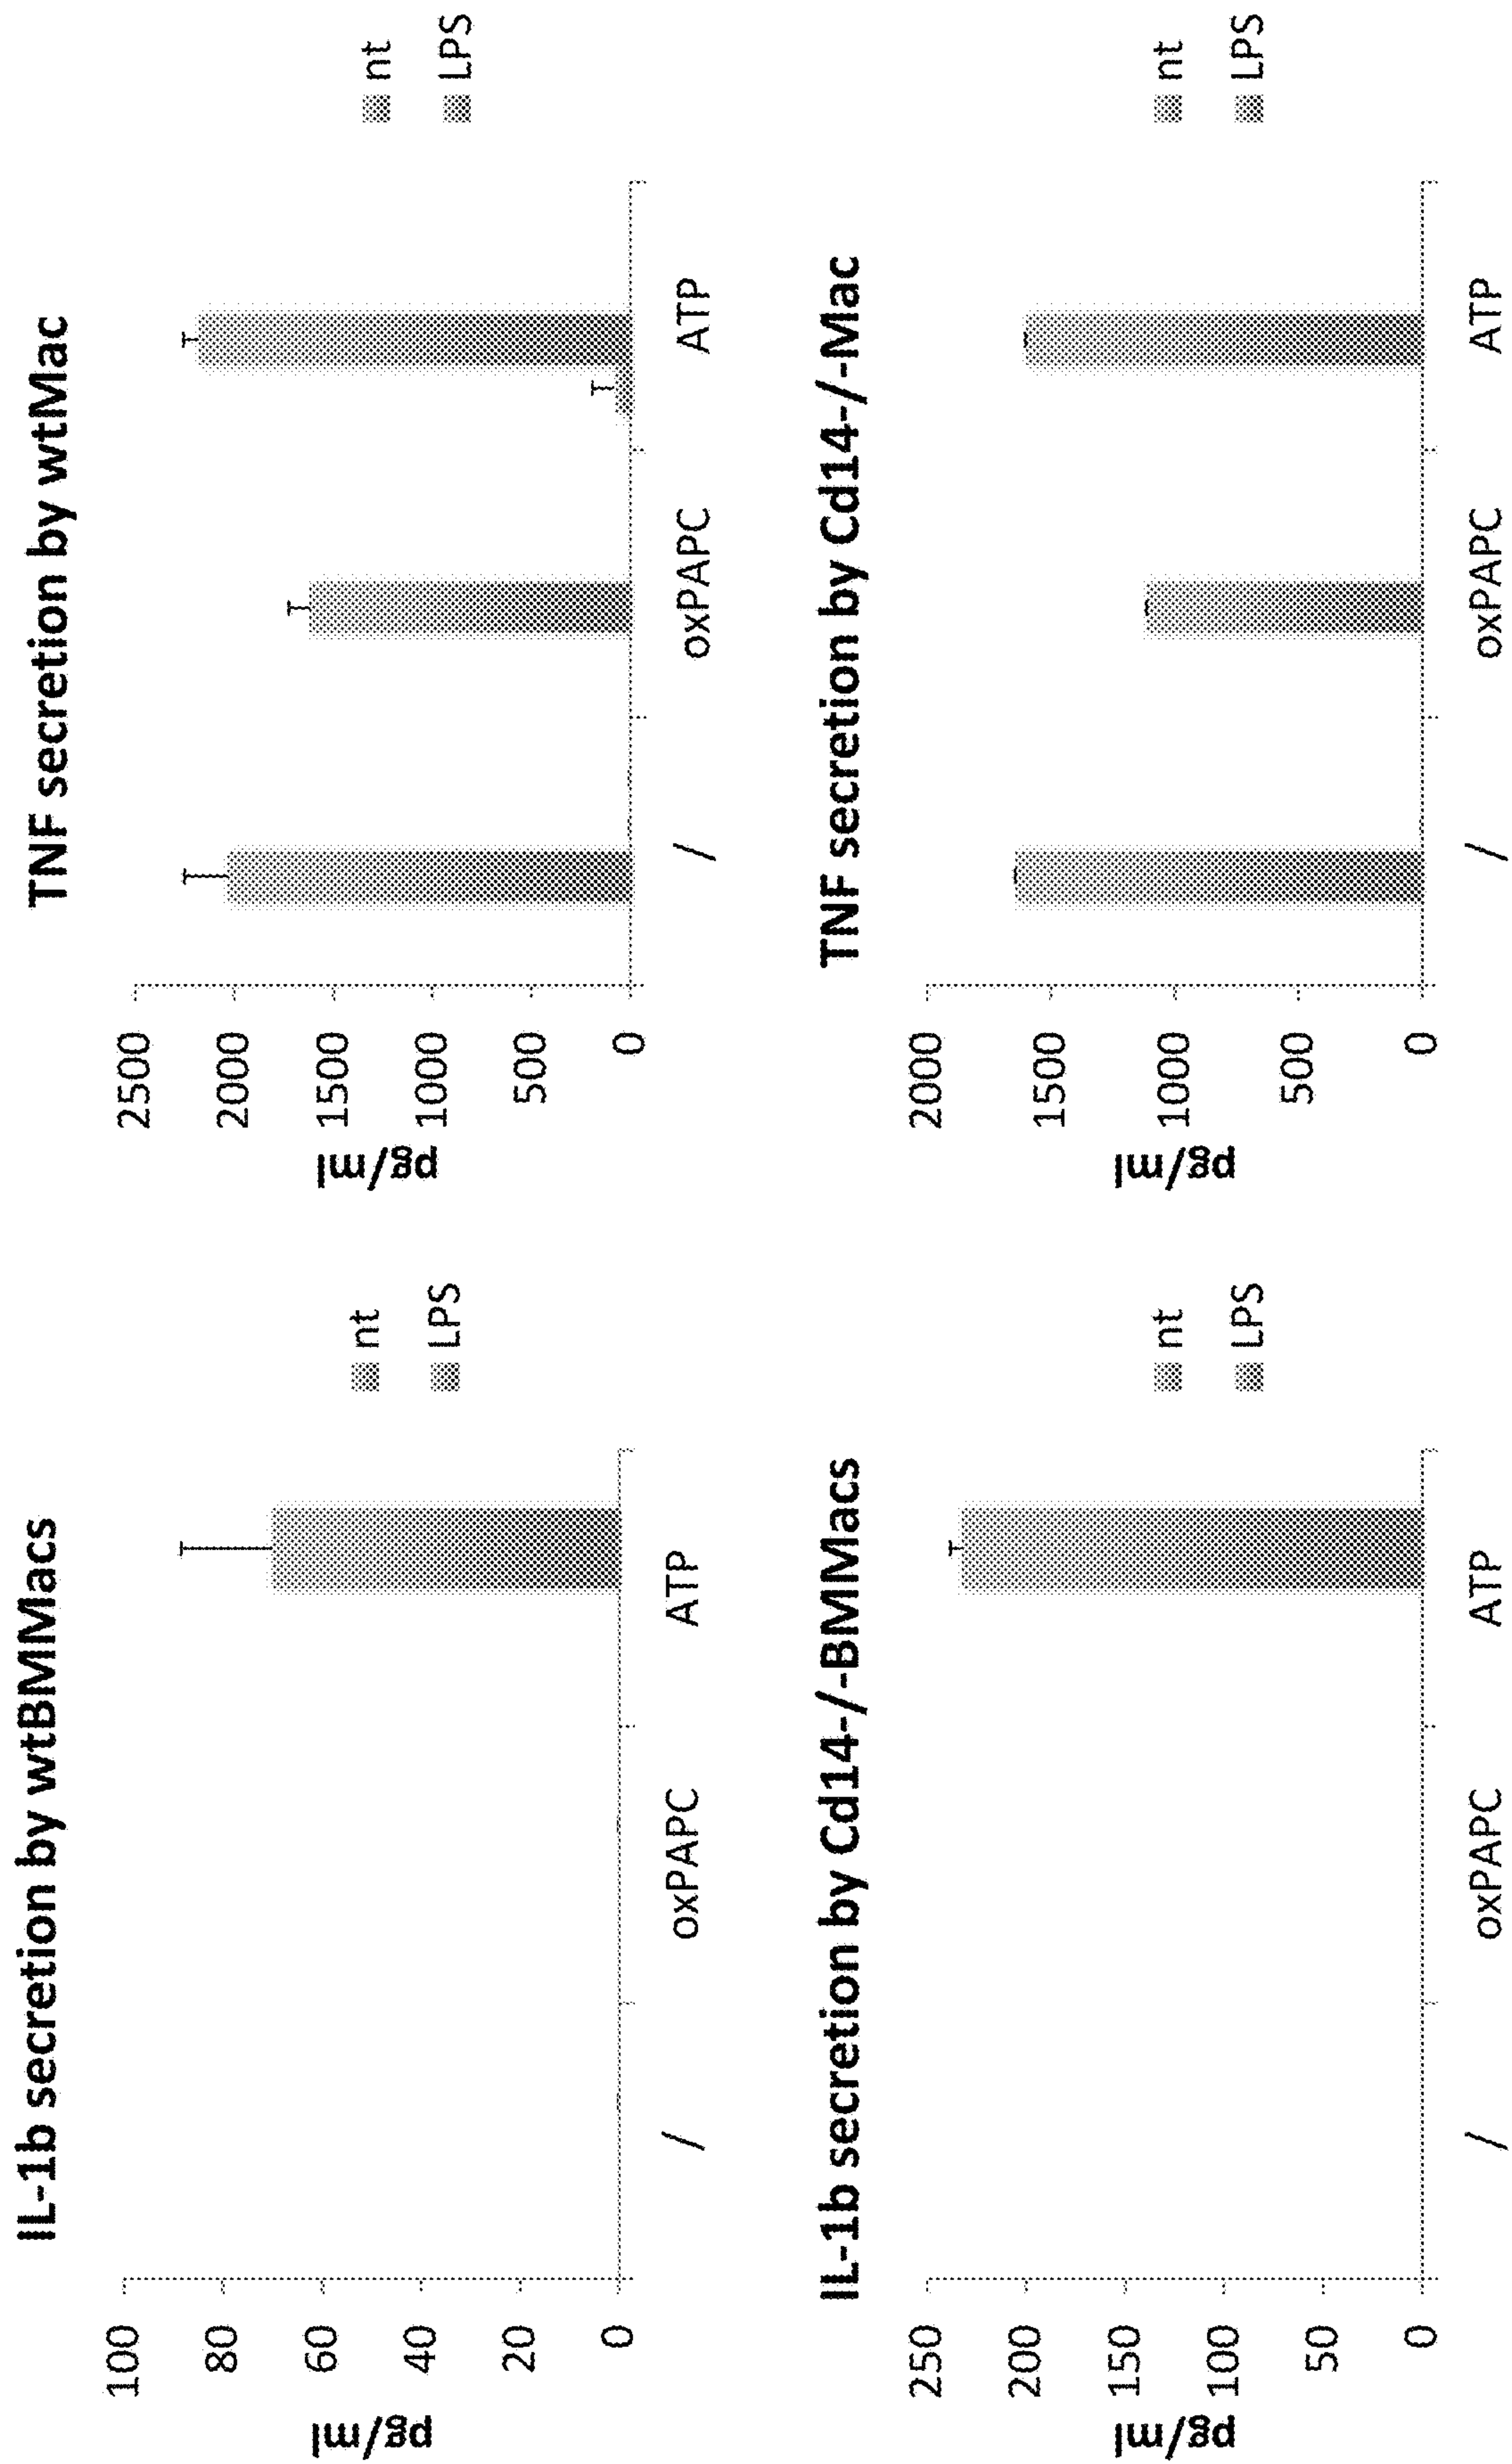 IL-1b secretion by wtBMMacs
pg/ml
100
80
60
40
20
0
/
oxPAPC
ATP
nt
LPS
TNF secretion by wtMac
pg/ml
2500
2000
1500
1000
500
0
/
oxPAPC
ATP
nt
LPS
IL-1b secretion by Cd14-/-BMMacs
pg/ml
250
200
150
100
50
0
/
oxPAPC
ATP
nt
LPS
TNF secretion by Cd14-/-Mac
pg/ml
2000
1500
1000
500
0
/
oxPAPC
ATP
nt
LPS